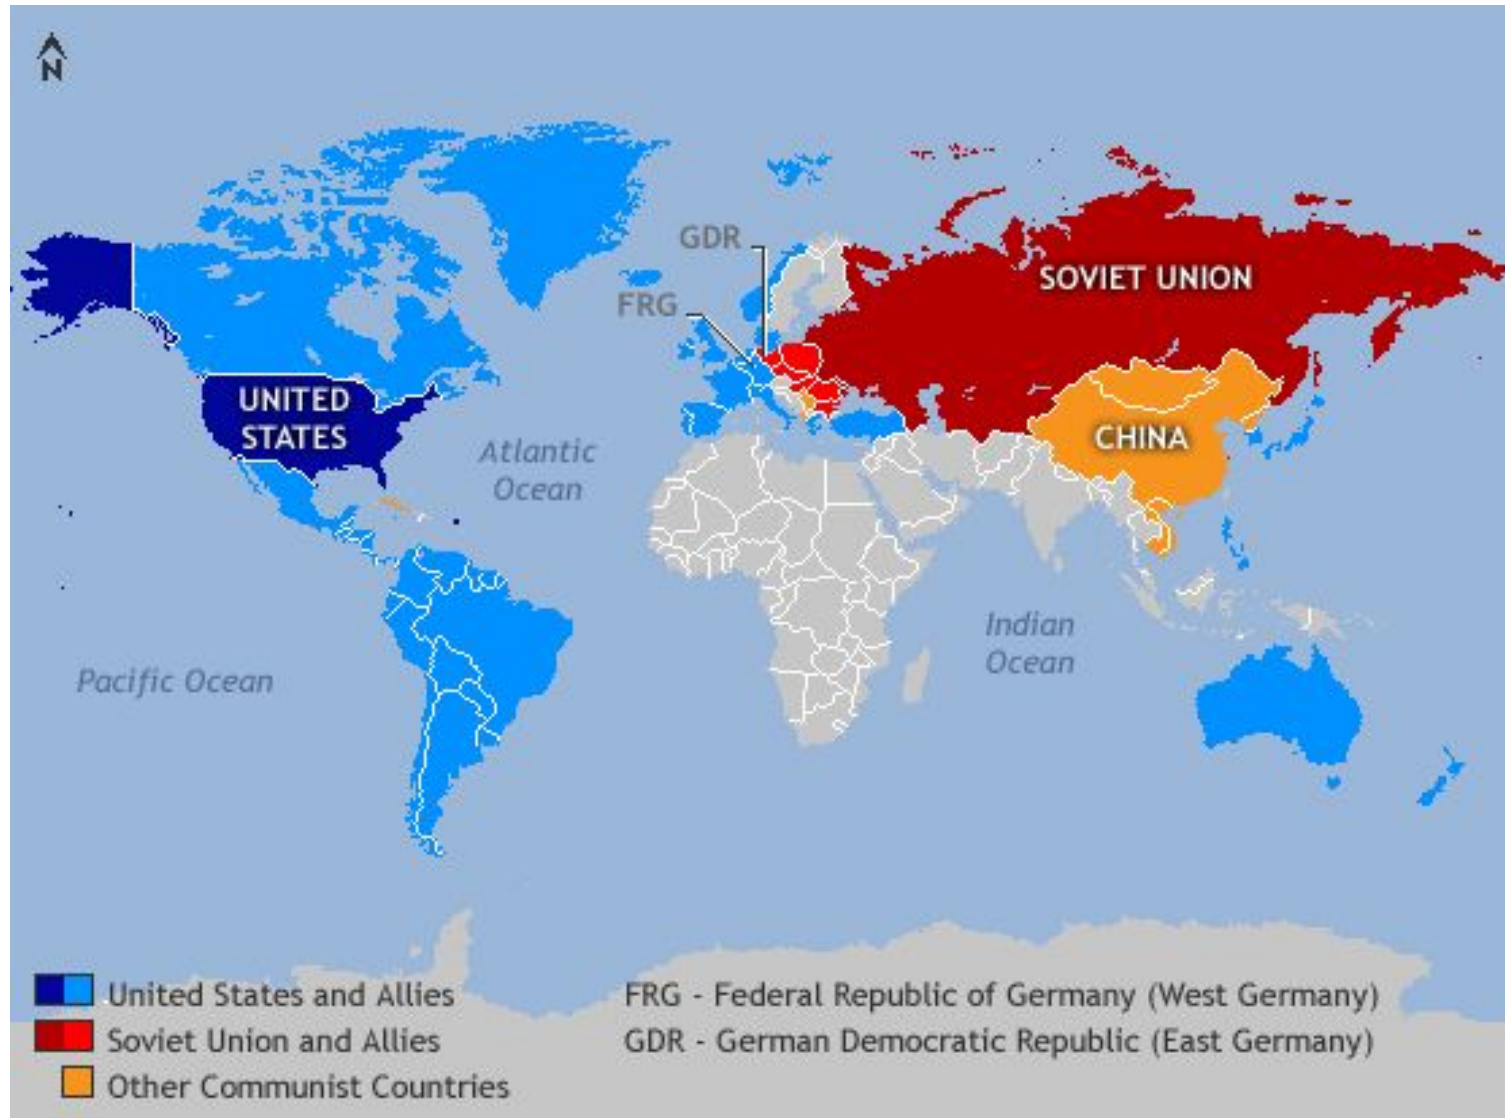 N
GDR
SOVIET UNION
FRG
UNITED
STATES
CHINA
Atlantic
Ocean
Indian
Ocean
Pacific Ocean
United States and Allies
Soviet Union and Allies
Other Communist Countries
FRG - Federal Republic of Germany (West Germany)
GDR - German Democratic Republic (East Germany)